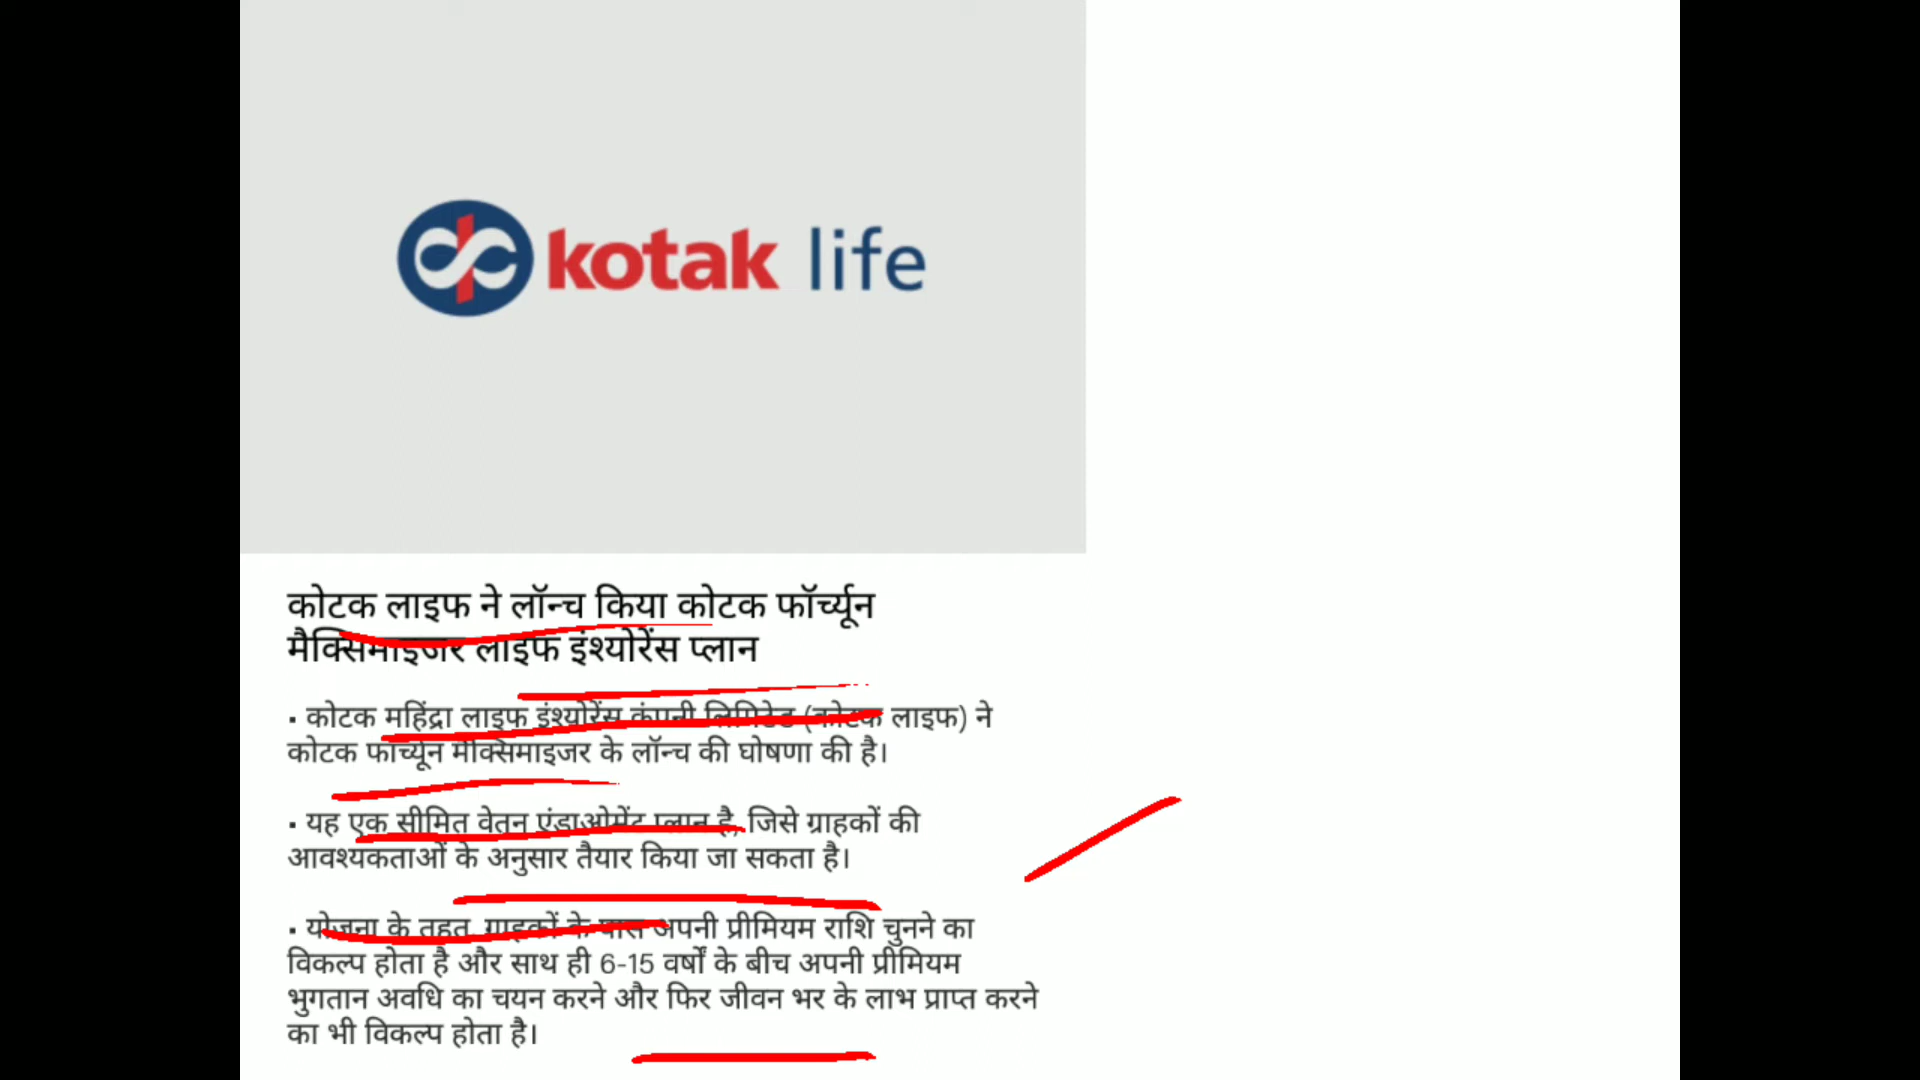 kotak life
कोटक लाइफ ने लॉन्च किया कोटक फॉर्च्यून
मैक्सिमाइजर लाइफ इंश्योरेंस प्लान
• कोटक महिंद्रा लाइफ इंश्योरेंस कंपनी लिमिटेड (कोटक लाइफ) ने
कोटक फॉर्च्यून मैक्सिमाइजर के लॉन्च की घोषणा की है।
• यह एक सीमित वेतन एंडाओमेंट प्लान है, जिसे ग्राहकों की
आवश्यकताओं के अनुसार तैयार किया जा सकता है।
• योजना के तहत, ग्राहकों के पास अपनी प्रीमियम राशि चुनने का
विकल्प होता है और साथ ही 6-15 वर्षों के बीच अपनी प्रीमियम
भुगतान अवधि का चयन करने और फिर जीवन भर के लाभ प्राप्त करने
का भी विकल्प होता है।